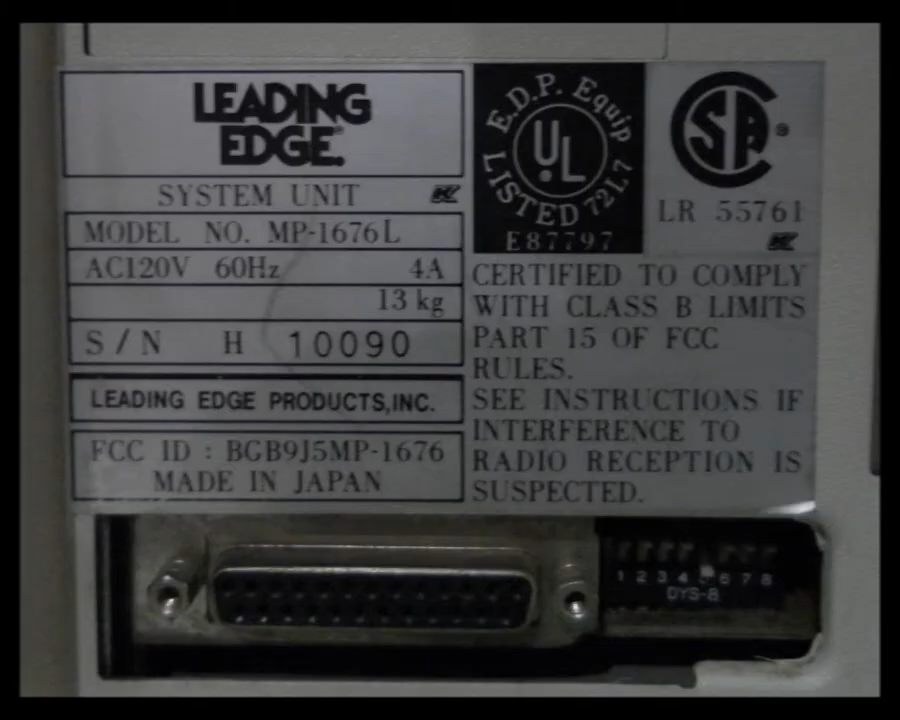 LEADING
EDGE®
SYSTEM UNIT
MODEL NO. MP-1676L
AC120V 60Hz 4A
13 kg
S/N H 10090
LEADING EDGE PRODUCTS,INC.
FCC ID : BGB9J5MP-1676
MADE IN JAPAN
E.D.P. Equip
UL
LISTED 72L7
E87797
SA ®
LR 55761
CERTIFIED TO COMPLY
WITH CLASS B LIMITS
PART 15 OF FCC
RULES.
SEE INSTRUCTIONS IF
INTERFERENCE TO
RADIO RECEPTION IS
SUSPECTED.
1 2 3 4 5 6 7 8
DYS-8